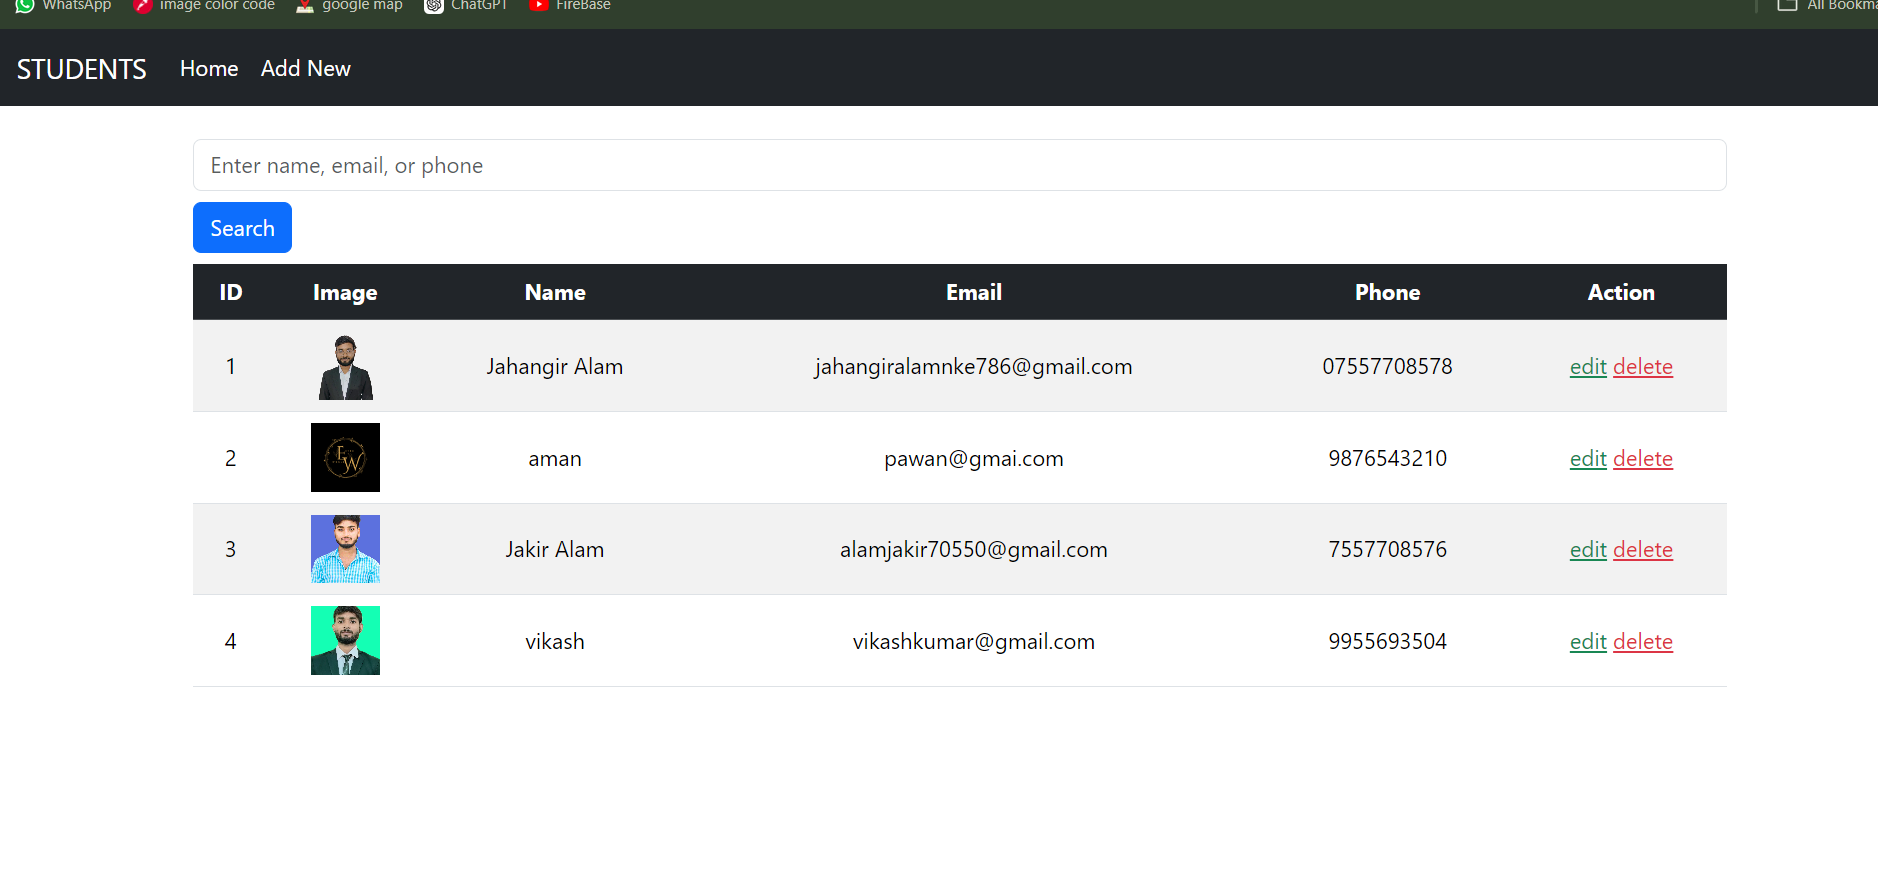 WhatsApp image color code google map ChatGPT FireBase All Bookma
STUDENTS Home Add New
Enter name, email, or phone
Search
ID Image Name Email Phone Action
1 Jahangir Alam jahangiralamnke786@gmail.com 07557708578 edit delete
2 EW aman pawan@gmai.com 9876543210 edit delete
3 Jakir Alam alamjakir70550@gmail.com 7557708576 edit delete
4 vikash vikashkumar@gmail.com 9955693504 edit delete